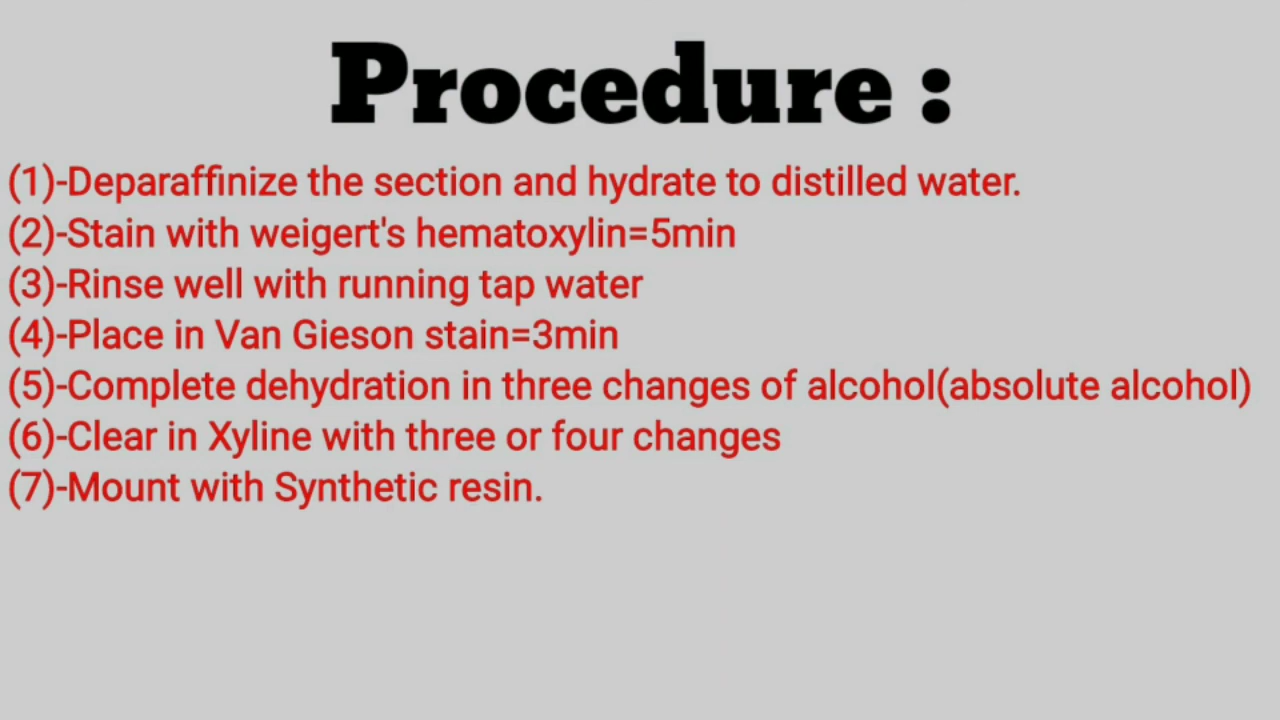 Procedure :
(1)-Deparaffinize the section and hydrate to distilled water.
(2)-Stain with weigert's hematoxylin=5min
(3)-Rinse well with running tap water
(4)-Place in Van Gieson stain=3min
(5)-Complete dehydration in three changes of alcohol(absolute alcohol)
(6)-Clear in Xyline with three or four changes
(7)-Mount with Synthetic resin.